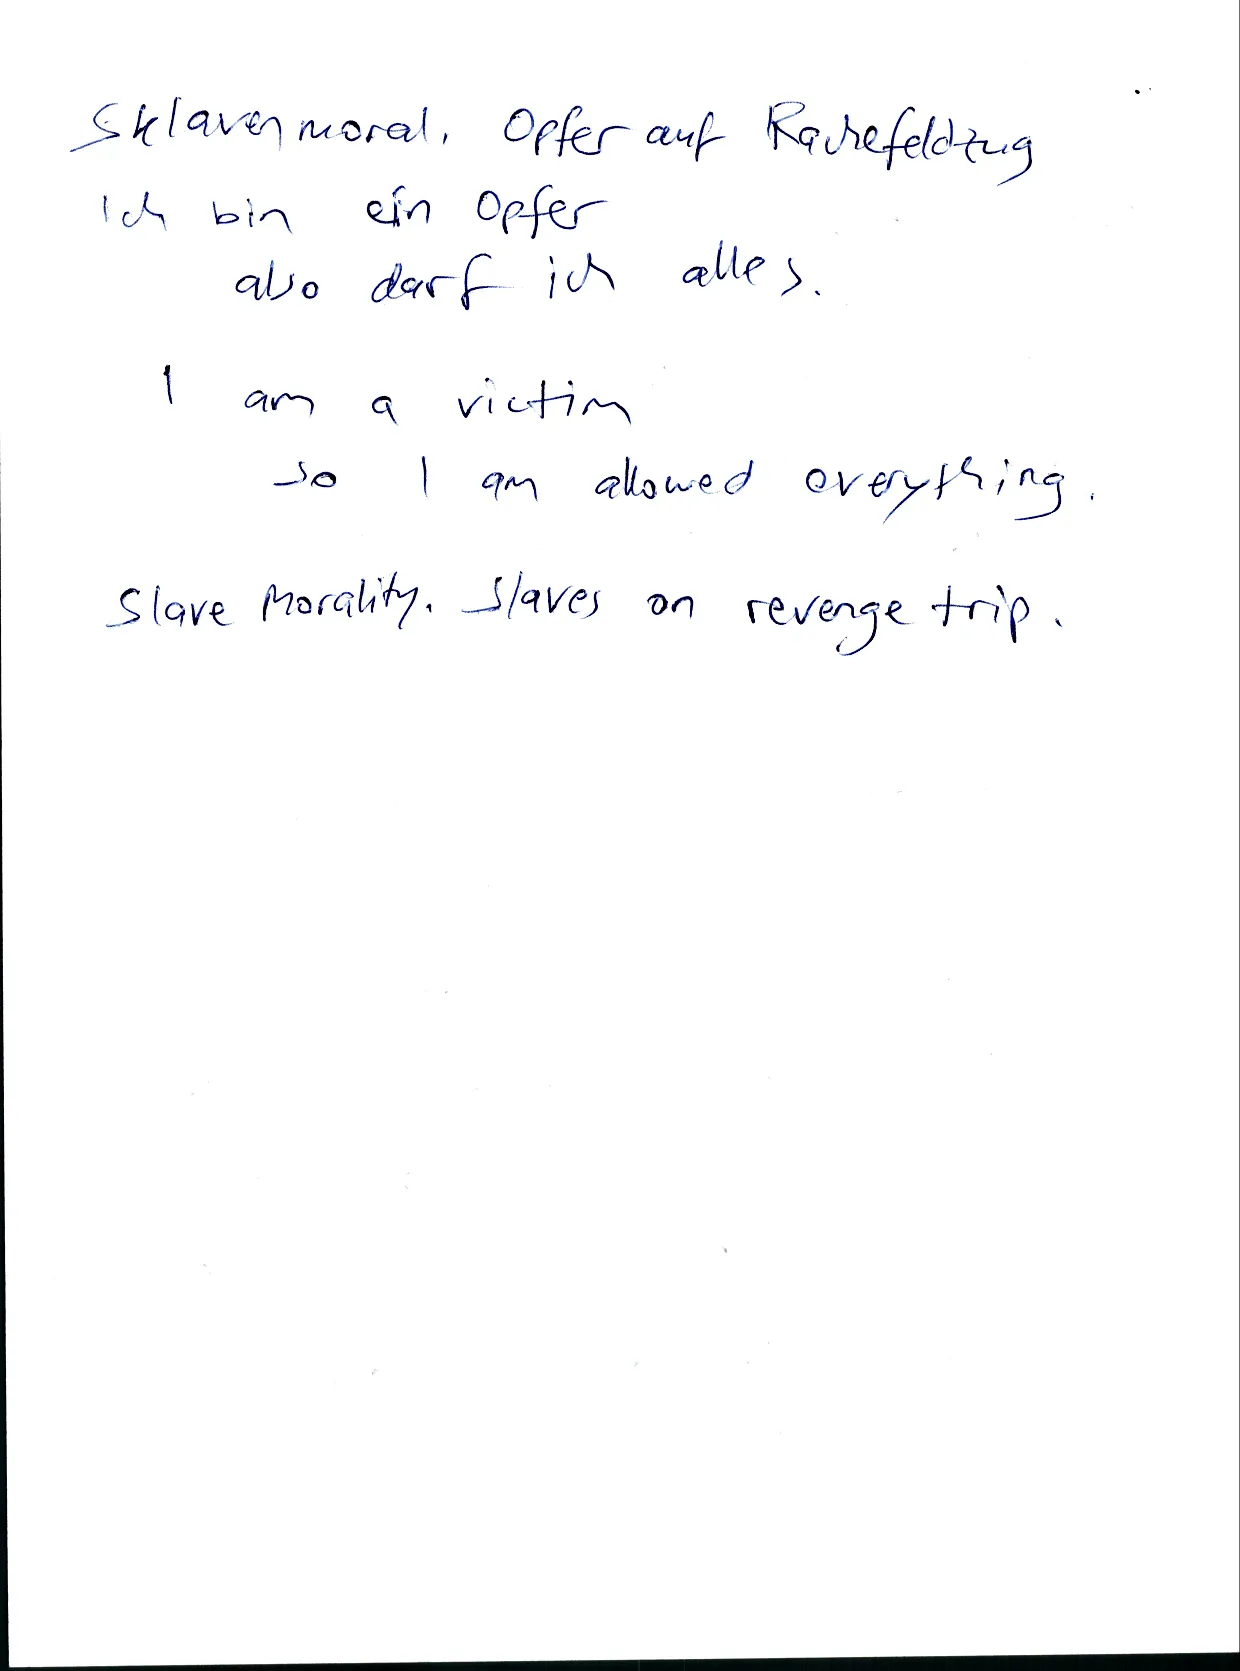 Sklavenmoral. Opfer auf Rachefeldzug
Ich bin ein Opfer
also darf ich alles.
I am a victim
so I am allowed everything.
Slave Morality. Slaves on revenge trip.